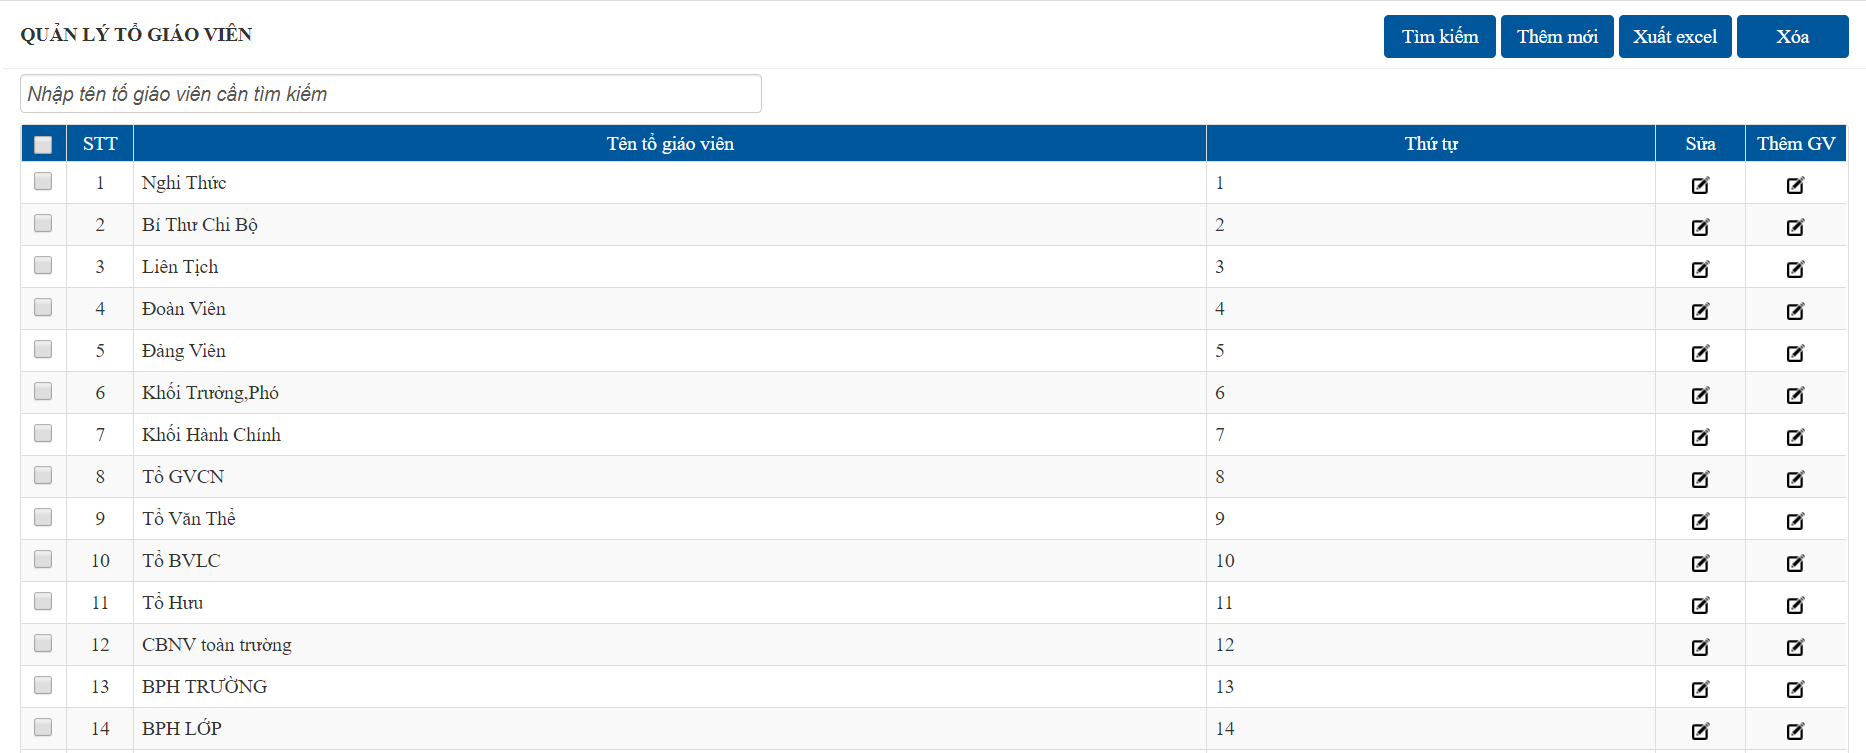 QUẢN LÝ TỔ GIÁO VIÊN
Tìm kiếm Thêm mới Xuất excel Xóa
Nhập tên tổ giáo viên cần tìm kiếm
STT Tên tổ giáo viên Thứ tự Sửa Thêm GV
1 Nghi Thức 1
2 Bí Thư Chi Bộ 2
3 Liên Tịch 3
4 Đoàn Viên 4
5 Đảng Viên 5
6 Khối Trưởng,Phó 6
7 Khối Hành Chính 7
8 Tổ GVCN 8
9 Tổ Văn Thể 9
10 Tổ BVLC 10
11 Tổ Hưu 11
12 CBNV toàn trường 12
13 BPH TRƯỜNG 13
14 BPH LỚP 14